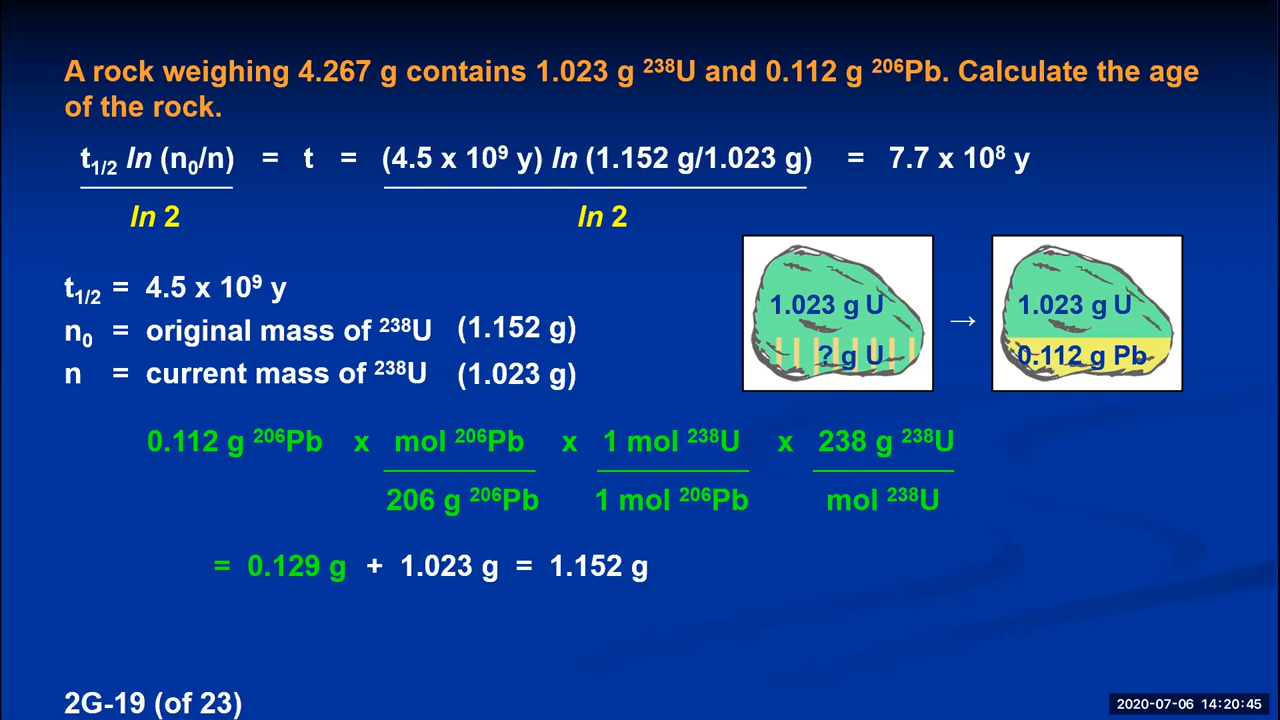 A rock weighing 4.267 g contains 1.023 g ²³⁸U and 0.112 g ²⁰⁶Pb. Calculate the age
of the rock.
t₁/₂ ln (n₀/n) = t = (4.5 x 10⁹ y) ln (1.152 g/1.023 g) = 7.7 x 10⁸ y
ln 2 ln 2
t₁/₂ = 4.5 x 10⁹ y
n₀ = original mass of ²³⁸U (1.152 g)
n = current mass of ²³⁸U (1.023 g)
1.023 g U → 1.023 g U
? g U 0.112 g Pb
0.112 g ²⁰⁶Pb x mol ²⁰⁶Pb x 1 mol ²³⁸U x 238 g ²³⁸U
206 g ²⁰⁶Pb 1 mol ²⁰⁶Pb mol ²³⁸U
= 0.129 g + 1.023 g = 1.152 g
2G-19 (of 23)
2020-07-06 14:20:45